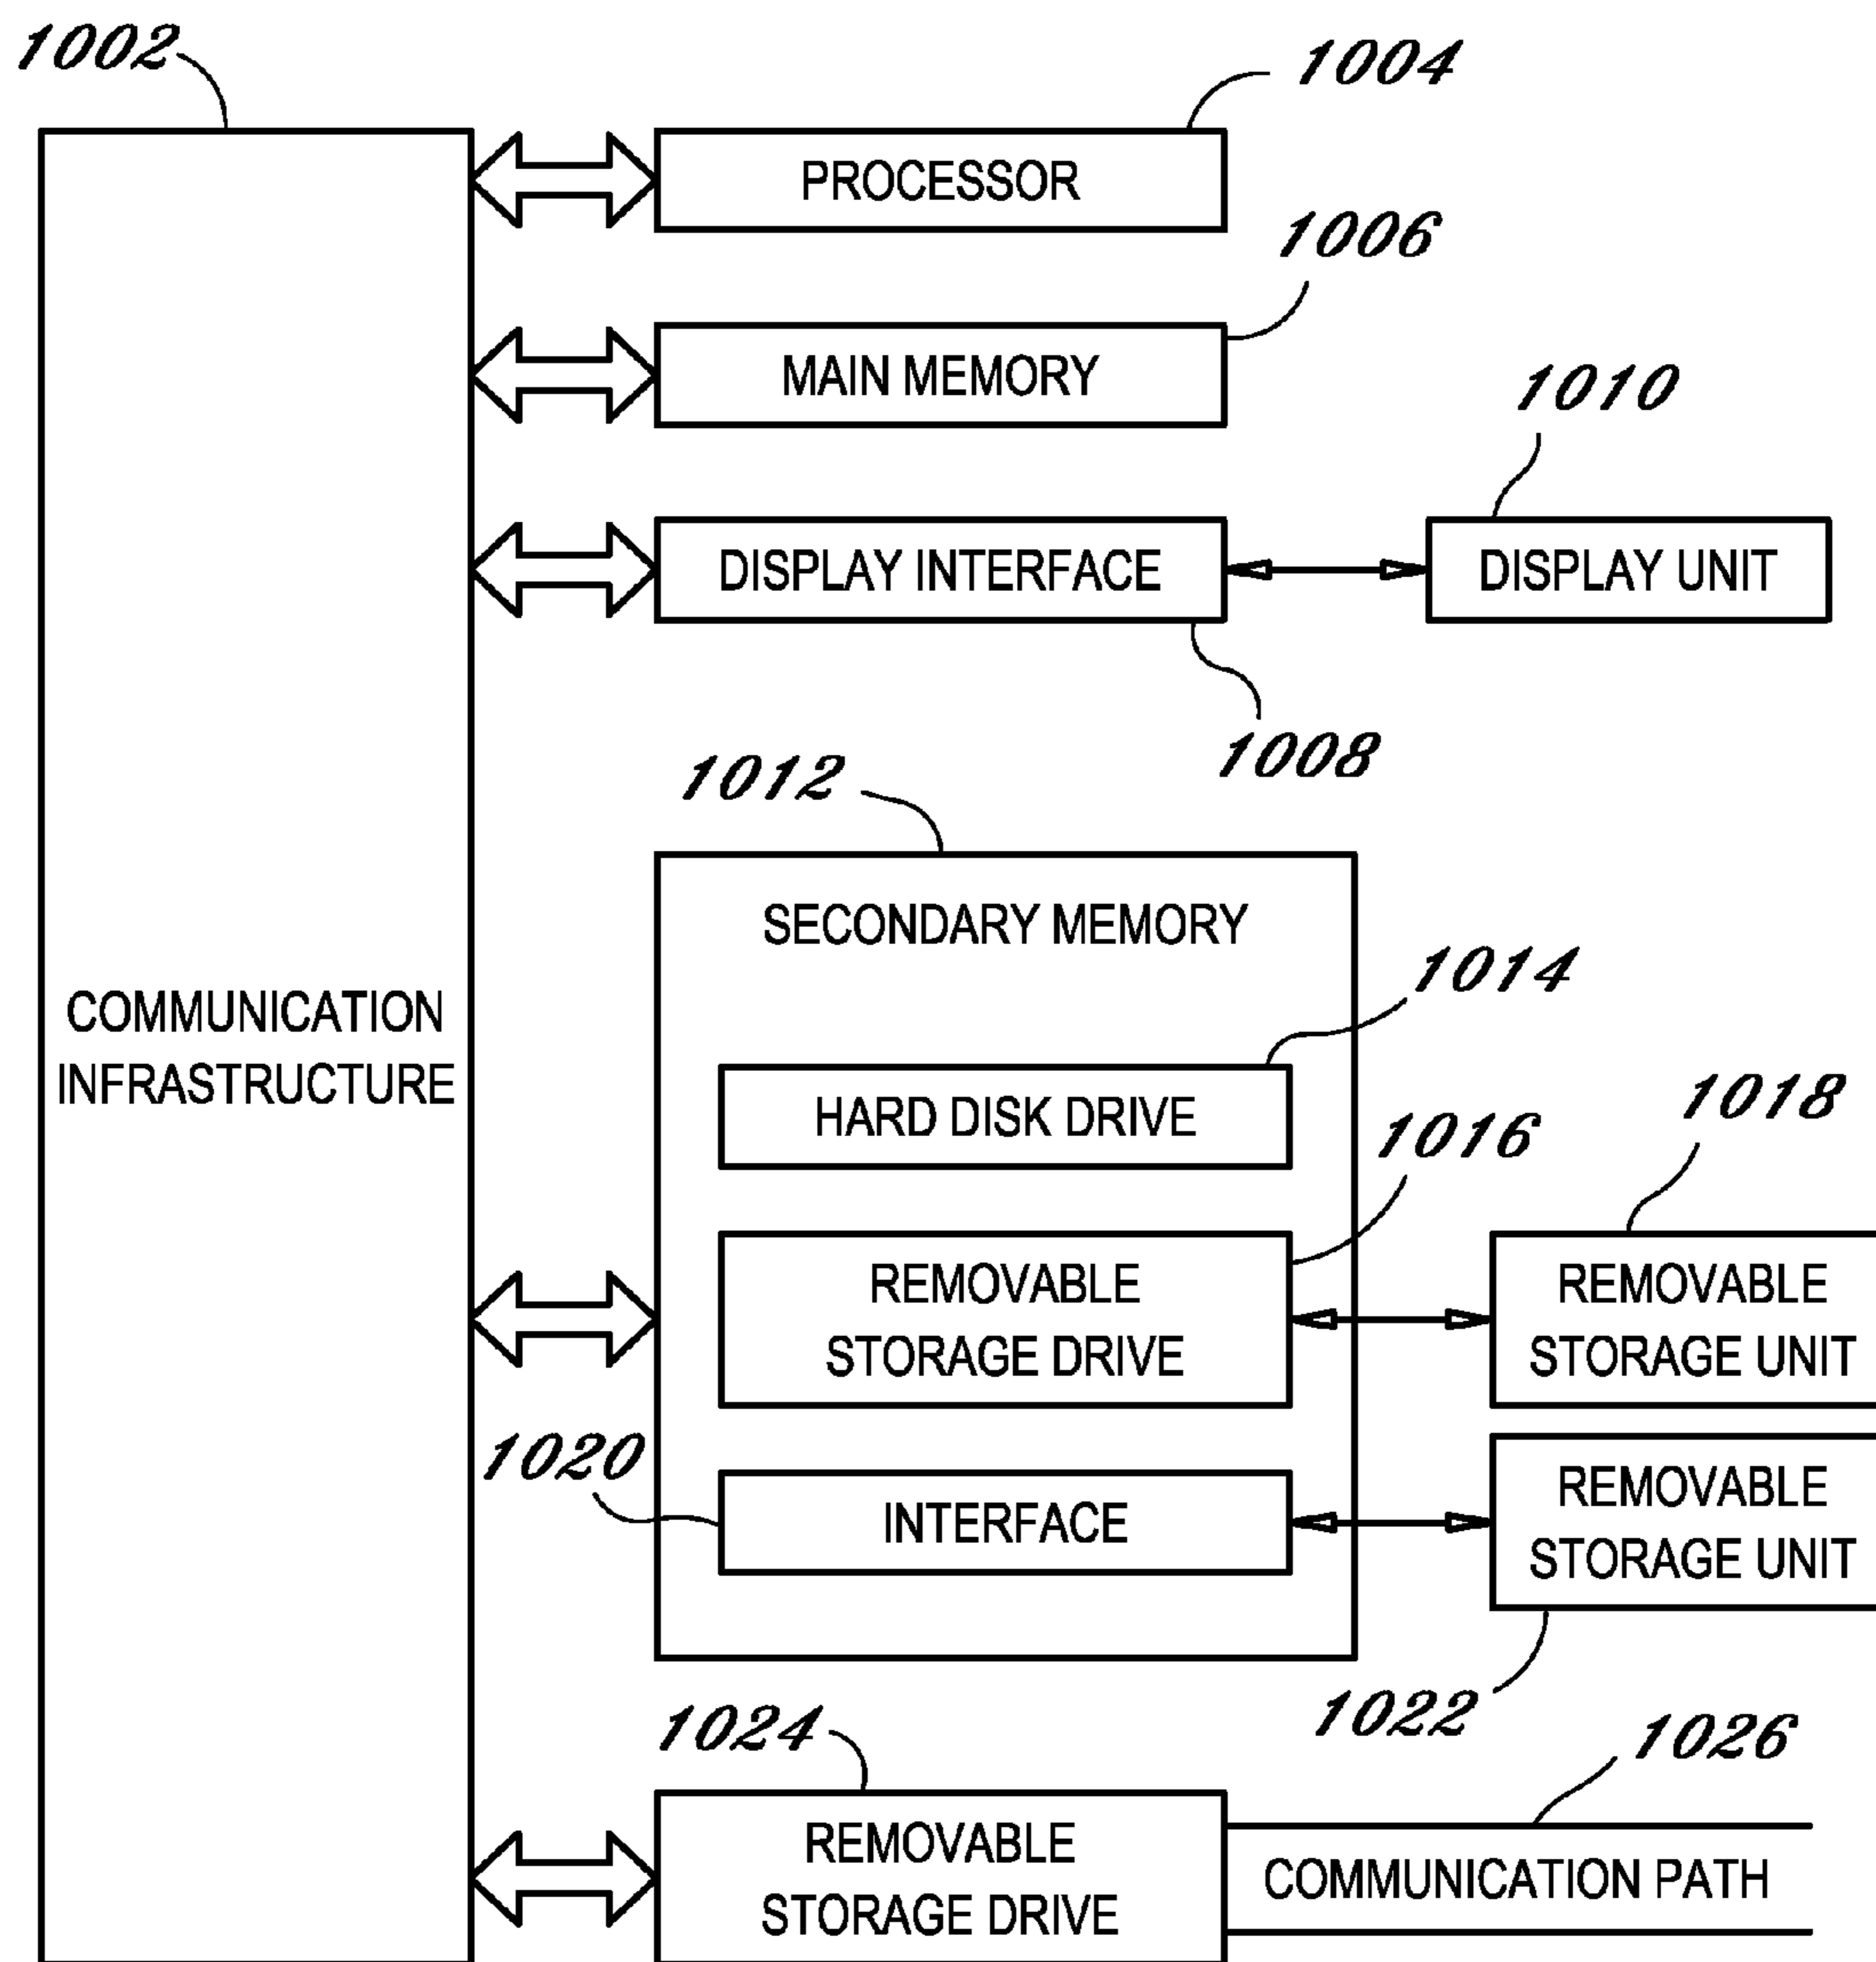 1002
1004
PROCESSOR
1006
MAIN MEMORY
1010
DISPLAY INTERFACE
DISPLAY UNIT
1008
1012
SECONDARY MEMORY
1014
COMMUNICATION
INFRASTRUCTURE
HARD DISK DRIVE
1016
1018
REMOVABLE
STORAGE DRIVE
REMOVABLE
STORAGE UNIT
1020
INTERFACE
REMOVABLE
STORAGE UNIT
1022
1024
1026
REMOVABLE
STORAGE DRIVE
COMMUNICATION PATH